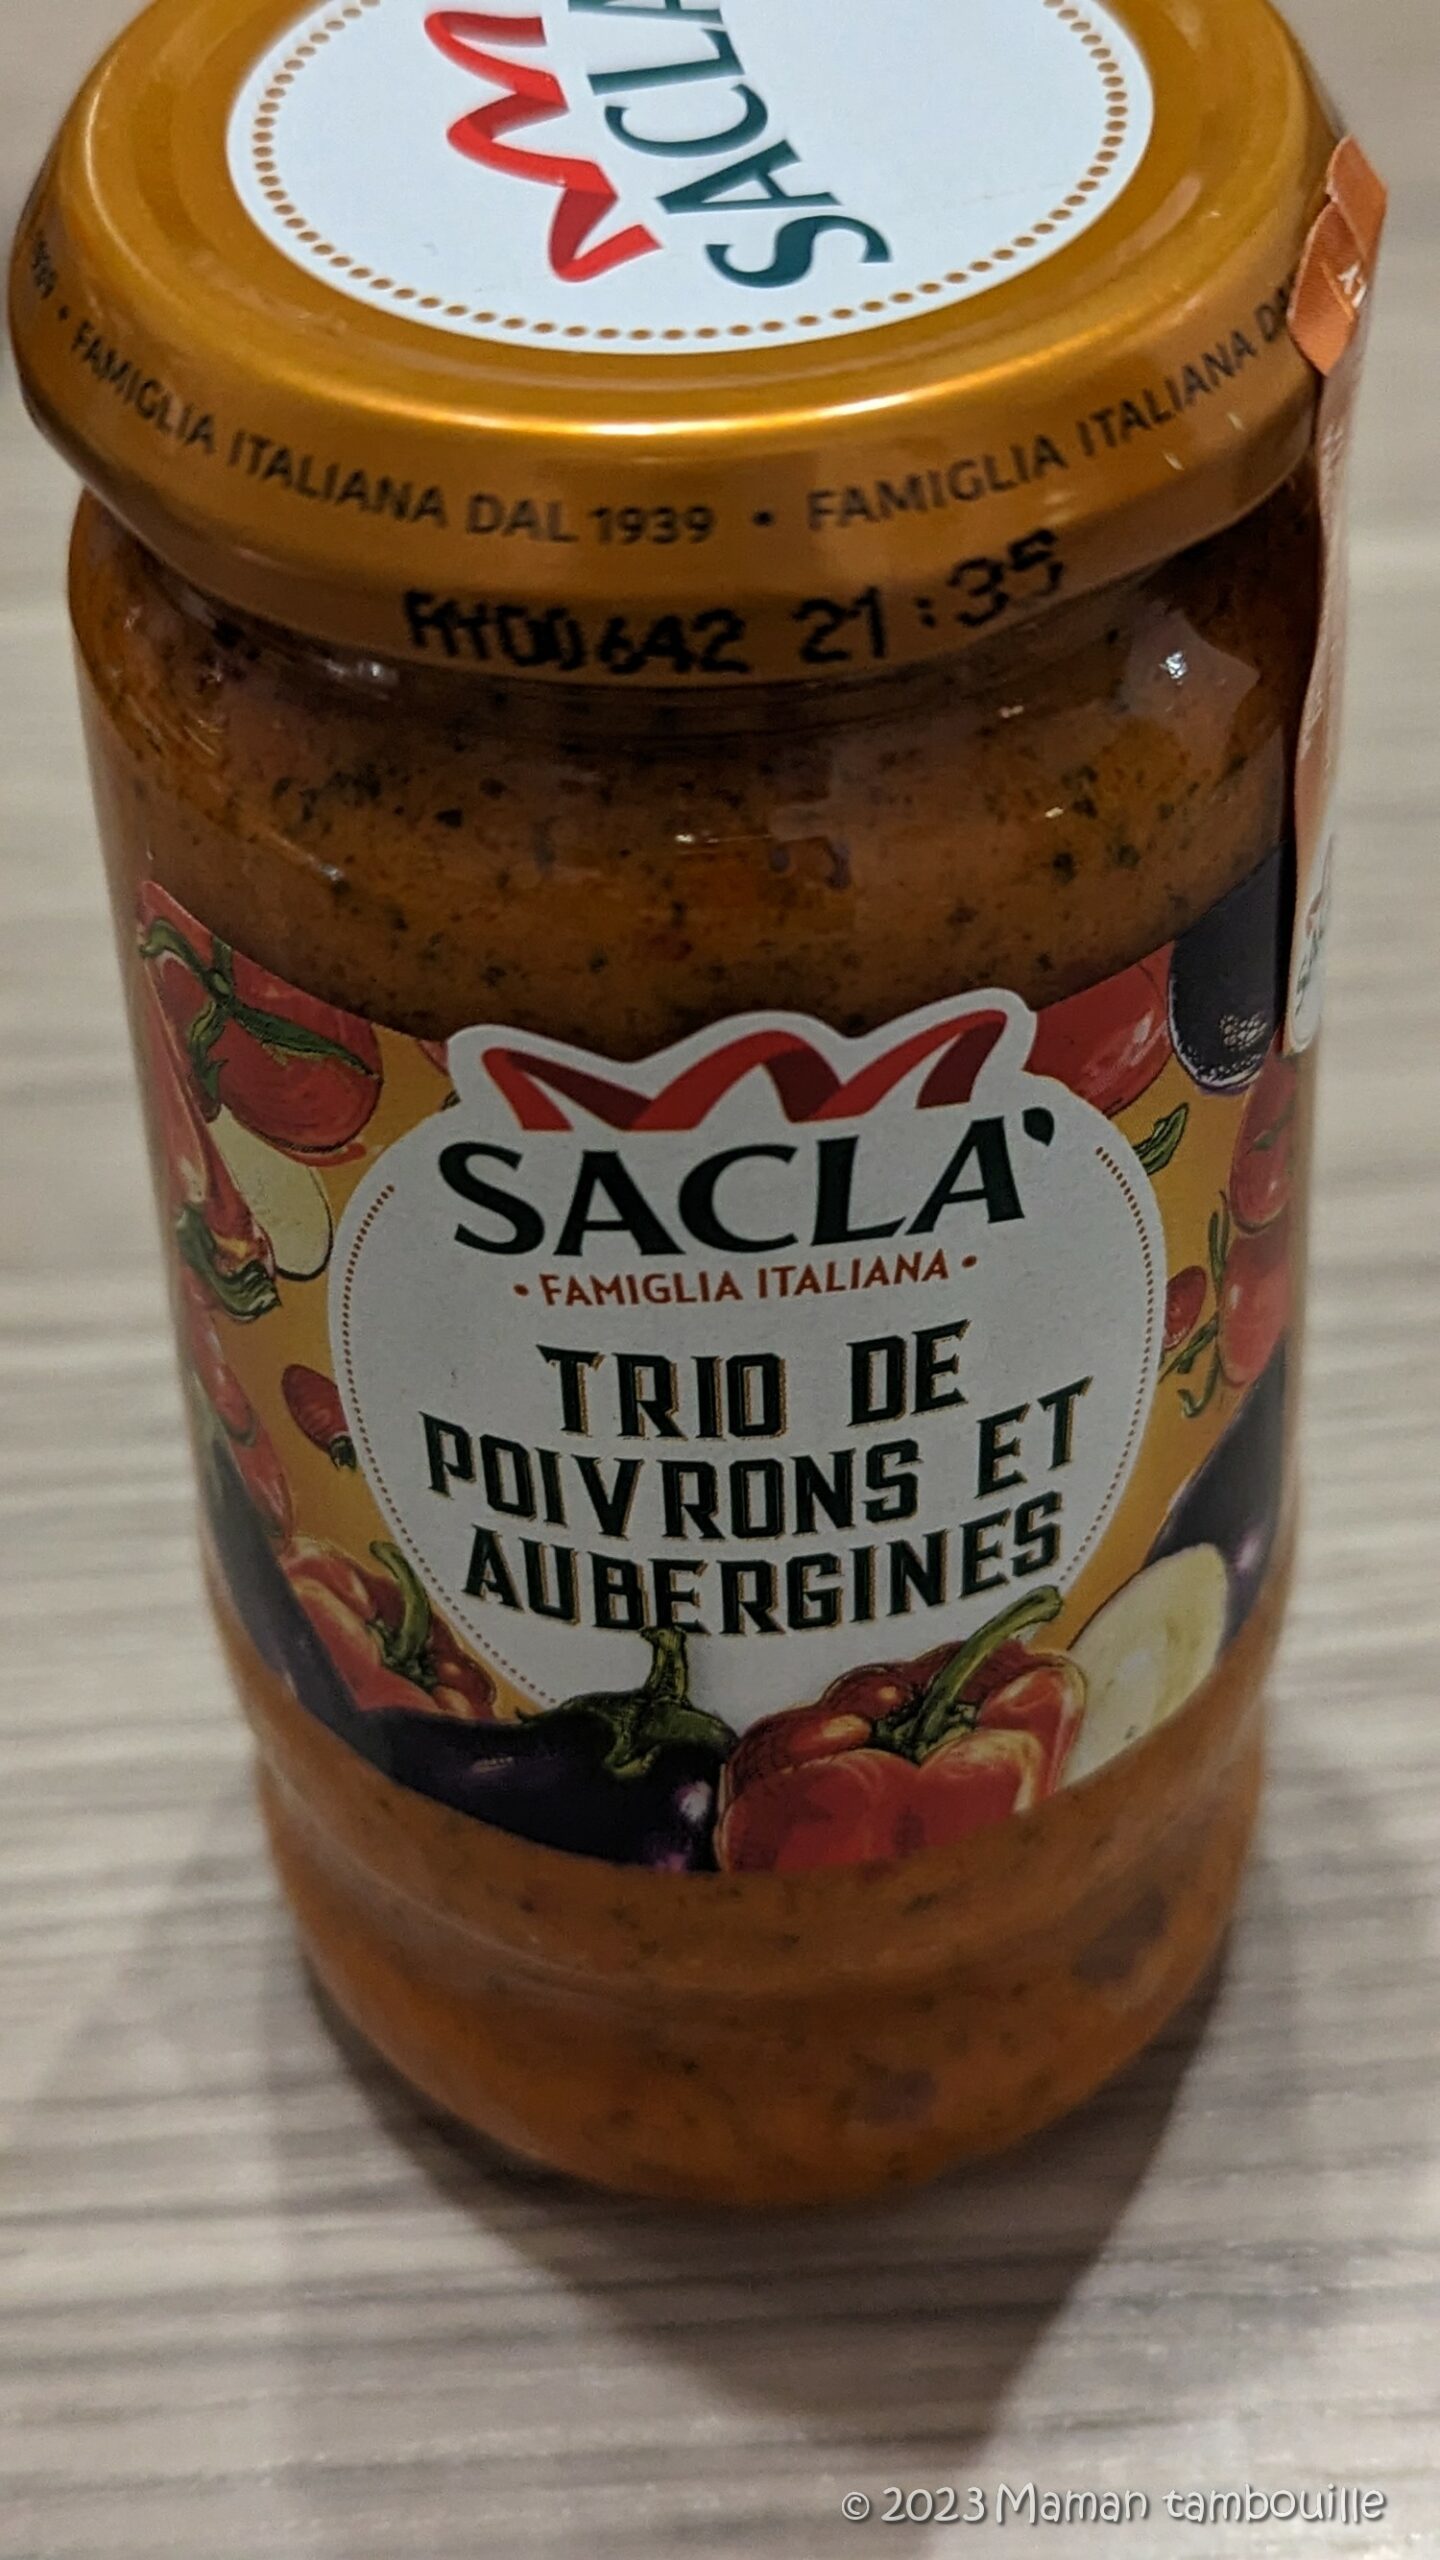 SACLA
FAMIGLIA ITALIANA DAL 1939 • FAMIGLIA ITALIANA
21:35
SACLA'
• FAMIGLIA ITALIANA •
TRIO DE
POIVRONS ET
AUBERGINES
© 2023 Maman tambouille